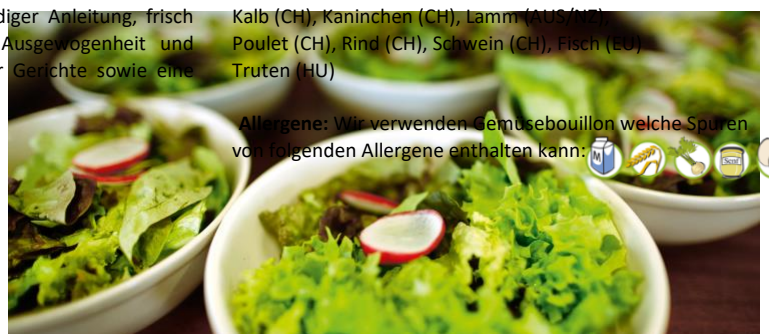 diger Anleitung, frisch
Ausgewogenheit und
r Gerichte sowie eine
Kalb (CH), Kaninchen (CH), Lamm (AUS/NZ),
Poulet (CH), Rind (CH), Schwein (CH), Fisch (EU)
Truten (HU)
Allergene: Wir verwenden Gemüsebouillon welche Spuren
von folgenden Allergene enthalten kann:
M
Senf